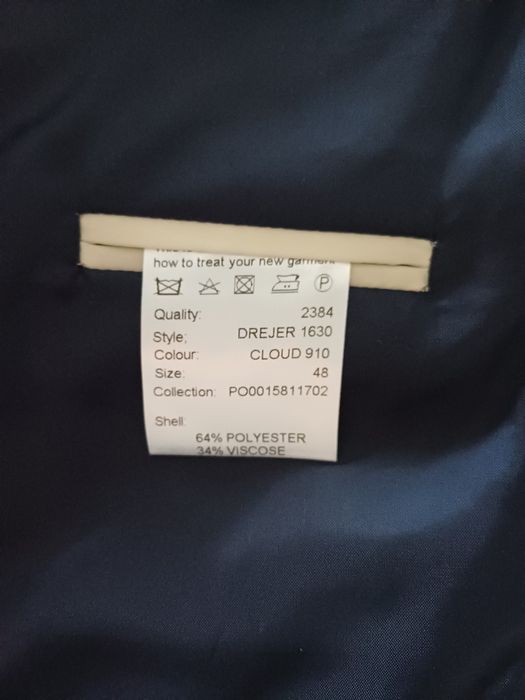 how to treat your new garment
P
Quality: 2384
Style; DREJER 1630
Colour: CLOUD 910
Size: 48
Collection: PO0015811702
Shell:
64% POLYESTER
34% VISCOSE